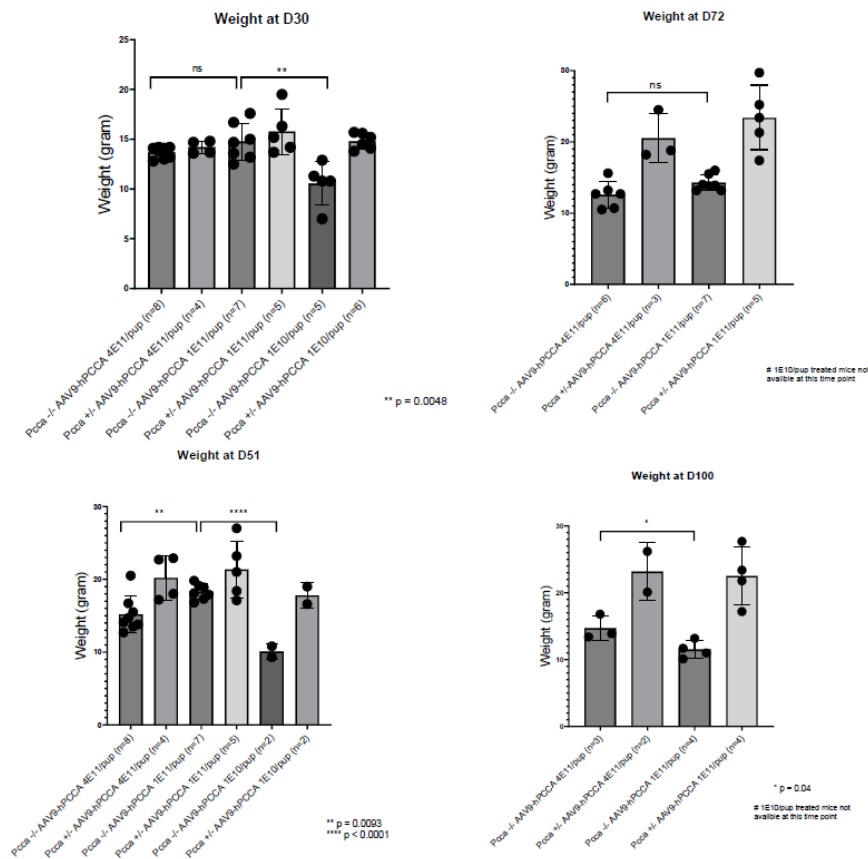 Weight at D30
Weight (gram)
25
20
15
10
5
0
ns
**
Pcca -/- AAV9-hPCCA 4E11/pup (n=8)
Pcca +/- AAV9-hPCCA 4E11/pup (n=4)
Pcca -/- AAV9-hPCCA 1E11/pup (n=7)
Pcca +/- AAV9-hPCCA 1E11/pup (n=5)
Pcca -/- AAV9-hPCCA 1E10/pup (n=5)
Pcca +/- AAV9-hPCCA 1E10/pup (n=6)
** p = 0.0048
Weight at D72
Weight (gram)
30
20
10
0
ns
Pcca -/- AAV9-hPCCA 4E11/pup (n=6)
Pcca +/-AAV9-hPCCA 4E11/pup (n=3)
Pcca -/- AAV9-hPCCA 1E11/pup (n=7)
Pcca +/- AAV9-hPCCA 1E11/pup (n=5)
# 1E10/pup treated mice not
availble at this time point
Weight at D51
Weight (gram)
30
20
10
0
**
****
Pcca -/- AAV9-hPCCA 4E11/pup (n=8)
Pcca +/- AAV9-hPCCA 4E11/pup (n=4)
Pcca -/- AAV9-hPCCA 1E11/pup (n=7)
Pcca +/- AAV9-hPCCA 1E11/pup (n=5)
Pcca -/- AAV9-hPCCA 1E10/pup (n=2)
Pcca +/- AAV9-hPCCA 1E10/pup (n=2)
** p = 0.0093
**** p < 0.0001
Weight at D100
Weight (gram)
30
20
10
0
*
Pcca -/- AAV9-hPCCA 4E11/pup (n=3)
Pcca +/- AAV9-hPCCA 4E11/pup (n=2)
Pcca -/- AAV9-hPCCA 1E11/pup (n=4)
Pcca +/- AAV9-hPCCA 1E11/pup (n=4)
* p = 0.04
# 1E10/pup treated mice not
availble at this time point